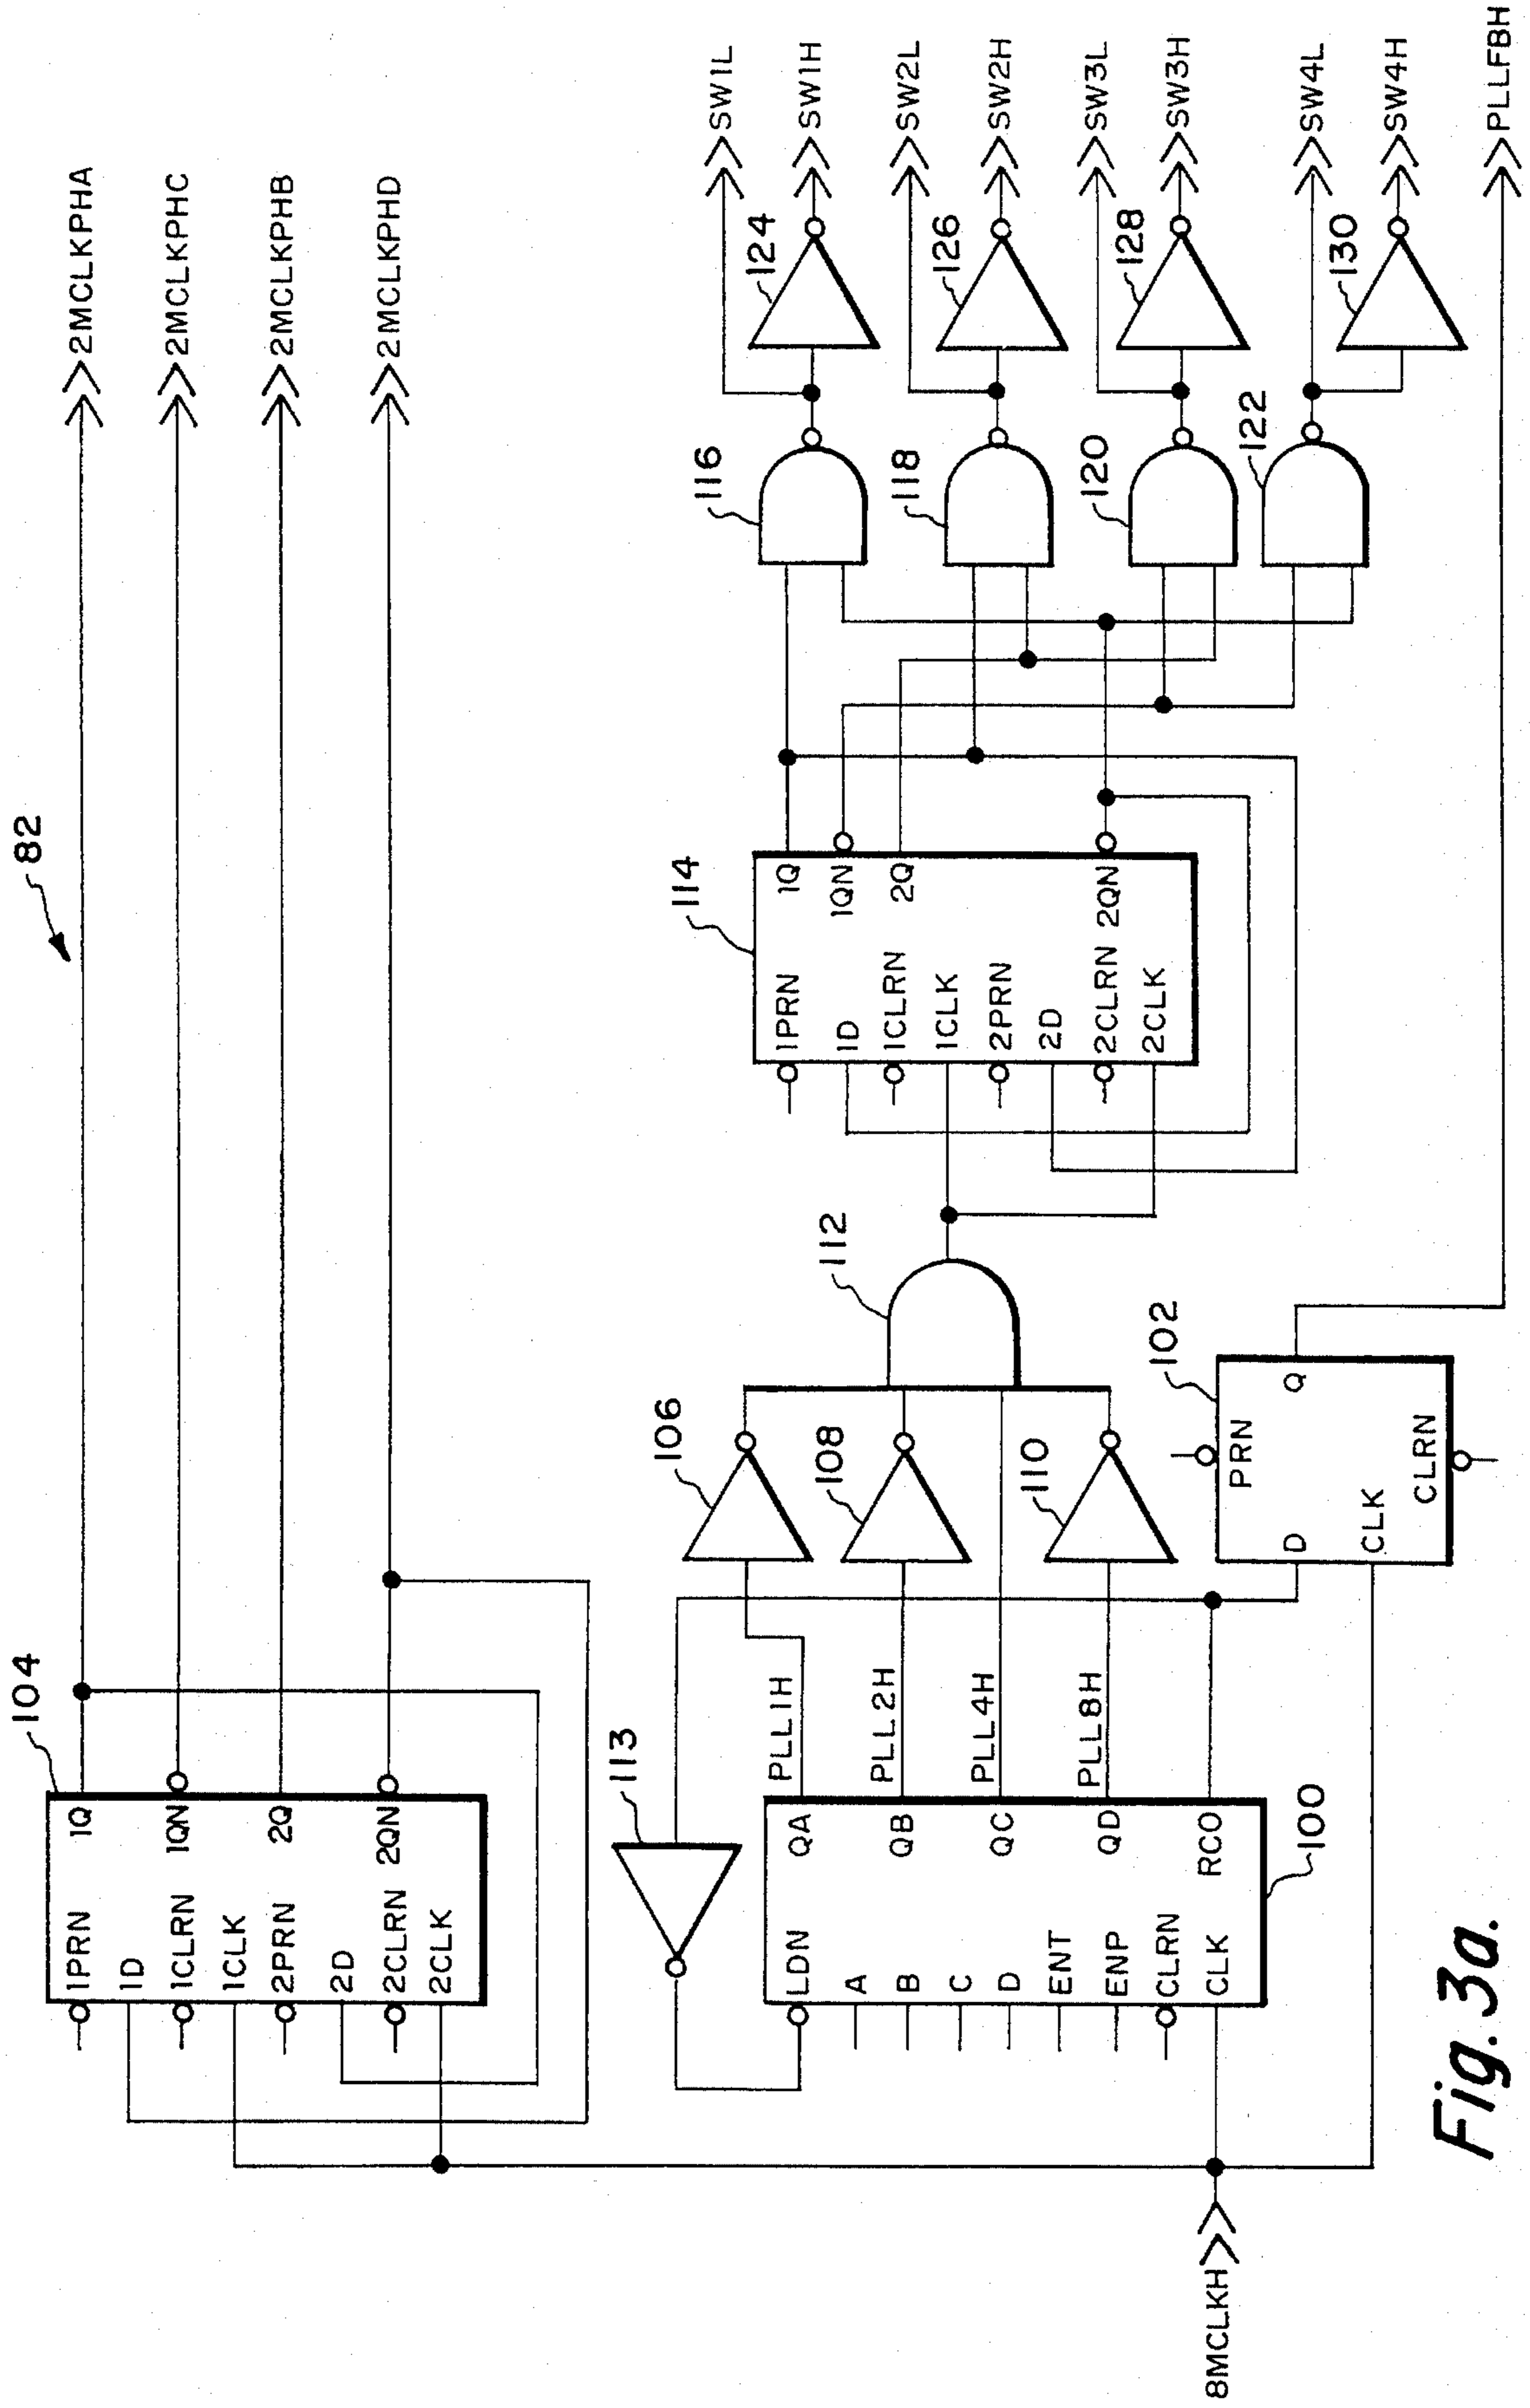 82
104
1PRN
1D
1CLRN
1CLK
2PRN
2D
2CLRN
2CLK
1Q
1QN
2Q
2QN
2MCLKPHA
2MCLKPHC
2MCLKPHB
2MCLKPHD
113
LDN
A
B
C
D
ENT
ENP
CLRN
CLK
QA
QB
QC
QD
RCO
100
PLL1H
PLL2H
PLL4H
PLL8H
106
108
110
112
102
PRN
D
CLK
CLRN
Q
114
1PRN
1D
1CLRN
1CLK
2PRN
2D
2CLRN
2CLK
1Q
1QN
2Q
2QN
116
118
120
122
124
126
128
130
SW1L
SW1H
SW2L
SW2H
SW3L
SW3H
SW4L
SW4H
PLLFBH
8MCLKH
Fig. 3a.